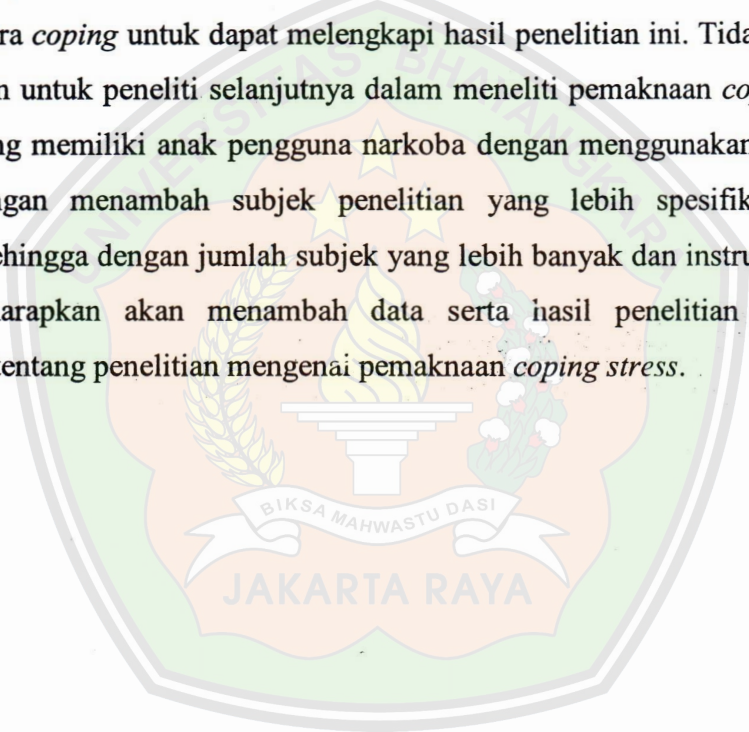 ra coping untuk dapat melengkapi hasil penelitian ini. Tida
n untuk peneliti selanjutnya dalam meneliti pemaknaan cop
ng memiliki anak pengguna narkoba dengan menggunakan
ngan menambah subjek penelitian yang lebih spesifik
ehingga dengan jumlah subjek yang lebih banyak dan instru
arapkan akan menambah data serta hasil penelitian
tentang penelitian mengenai pemaknaan coping stress.
UNIVERSITAS BHAYANGKARA
BIKSA MAHWASTU DASI
JAKARTA RAYA